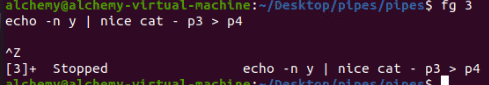 alchemy@alchemy-virtual-machine:~/Desktop/pipes/pipes$ fg 3
echo -n y | nice cat - p3 > p4
^Z
[3]+  Stopped                 echo -n y | nice cat - p3 > p4
alchemy@alchemy-virtual-machine:~/Desktop/pipes/pipes$